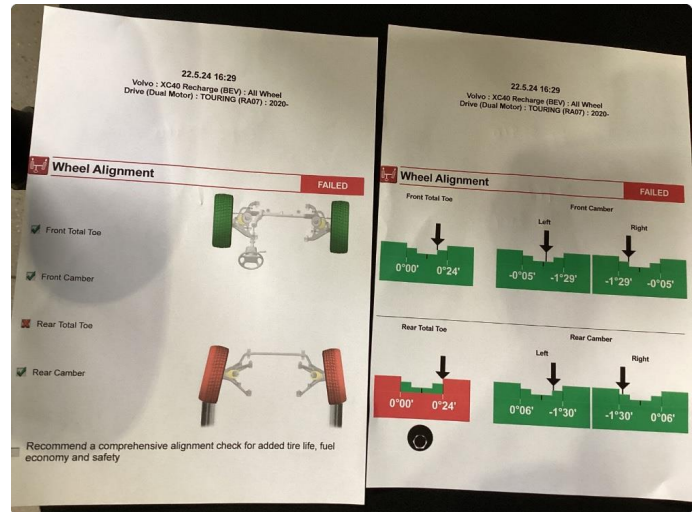 22.5.24 16:29
Volvo : XC40 Recharge (BEV) : All Wheel
Drive (Dual Motor) : TOURING (RA07) : 2020-
Wheel Alignment
FAILED
Front Total Toe
Front Camber
Rear Total Toe
Rear Camber
Recommend a comprehensive alignment check for added tire life, fuel
economy and safety
22.5.24 16:29
Volvo : XC40 Recharge (BEV) : All Wheel
Drive (Dual Motor) : TOURING (RA07) : 2020-
Wheel Alignment
FAILED
Front Total Toe
Front Camber
Left
Right
0°00' 0°24'
-0°05' -1°29'
-1°29' -0°05'
Rear Total Toe
Rear Camber
Left
Right
0°00' 0°24'
0°06' -1°30'
-1°30' 0°06'